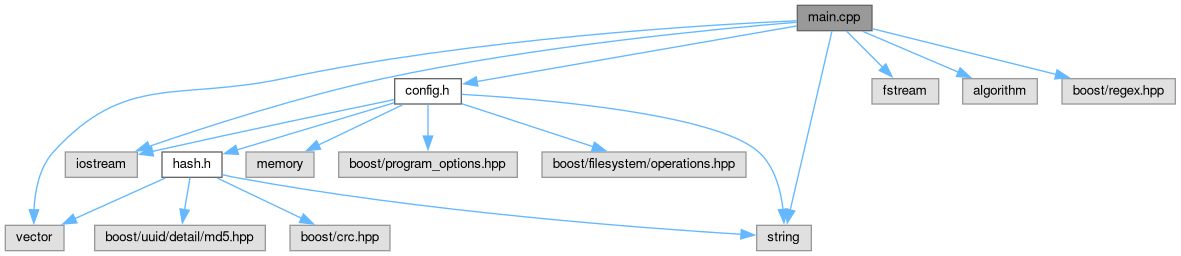 main.cpp
config.h
fstream
algorithm
boost/regex.hpp
iostream
hash.h
memory
boost/program_options.hpp
boost/filesystem/operations.hpp
vector
boost/uuid/detail/md5.hpp
boost/crc.hpp
string